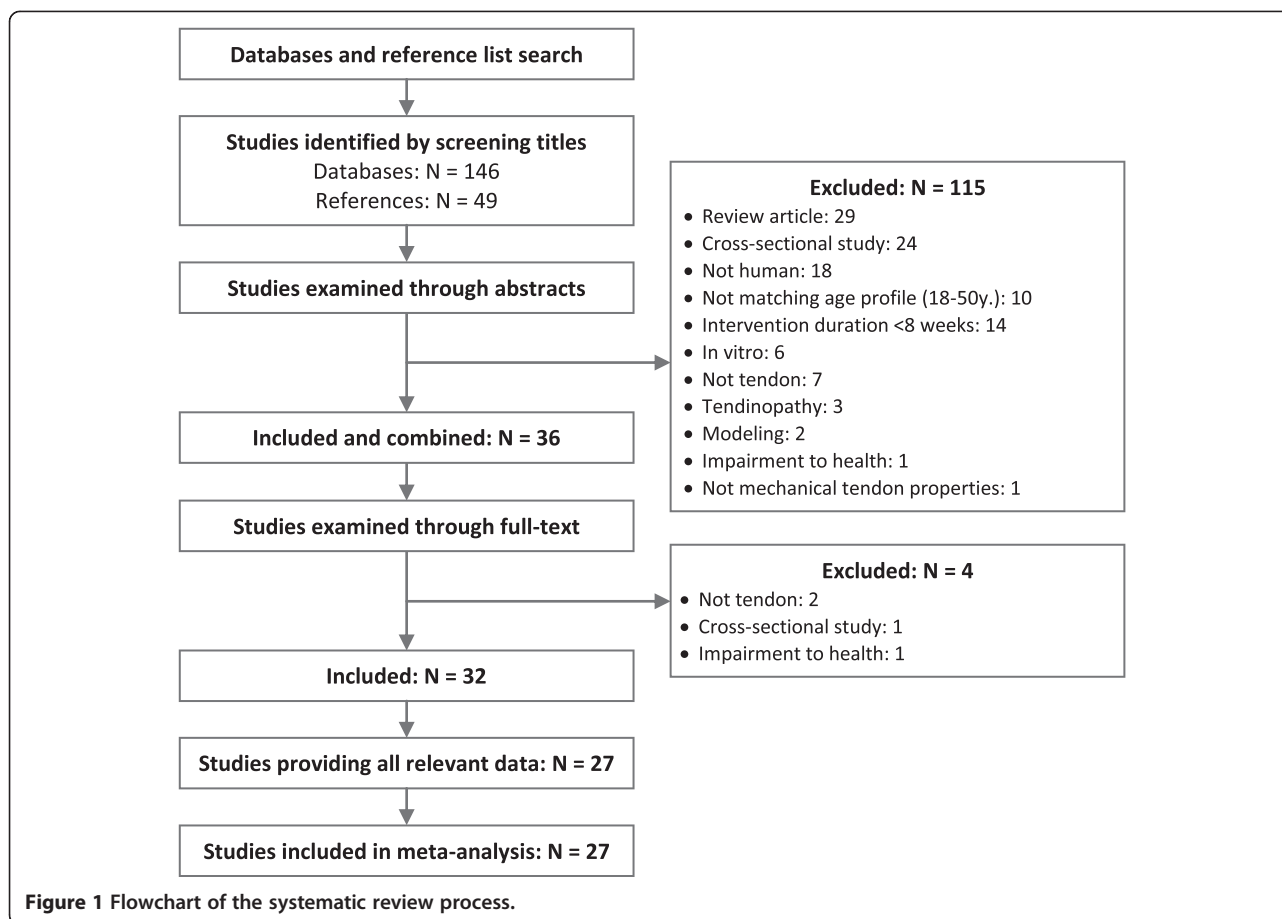 Databases and reference list search
Studies identified by screening titles
Databases: N = 146
References: N = 49
Studies examined through abstracts
Excluded: N = 115
• Review article: 29
• Cross-sectional study: 24
• Not human: 18
• Not matching age profile (18-50y.): 10
• Intervention duration <8 weeks: 14
• In vitro: 6
• Not tendon: 7
• Tendinopathy: 3
• Modeling: 2
• Impairment to health: 1
• Not mechanical tendon properties: 1
Included and combined: N = 36
Studies examined through full-text
Excluded: N = 4
• Not tendon: 2
• Cross-sectional study: 1
• Impairment to health: 1
Included: N = 32
Studies providing all relevant data: N = 27
Studies included in meta-analysis: N = 27
Figure 1 Flowchart of the systematic review process.